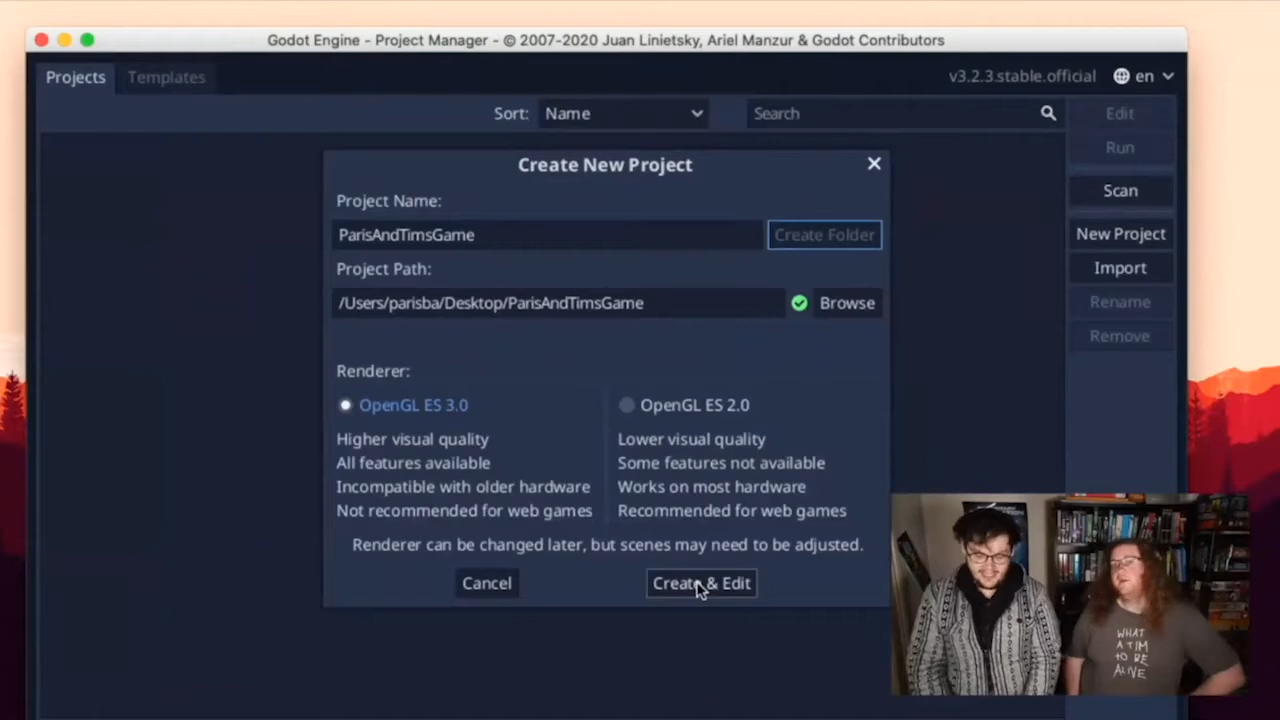 Godot Engine - Project Manager - © 2007-2020 Juan Linietsky, Ariel Manzur & Godot Contributors
Projects
Templates
v3.2.3.stable.official
en
Sort:
Name
Search
Edit
Run
Scan
New Project
Import
Rename
Remove
Create New Project
Project Name:
ParisAndTimsGame
Create Folder
Project Path:
/Users/parisba/Desktop/ParisAndTimsGame
Browse
Renderer:
OpenGL ES 3.0
Higher visual quality
All features available
Incompatible with older hardware
Not recommended for web games
OpenGL ES 2.0
Lower visual quality
Some features not available
Works on most hardware
Recommended for web games
Renderer can be changed later, but scenes may need to be adjusted.
Cancel
Create & Edit
WHAT
A TIM
TO BE
ALIVE